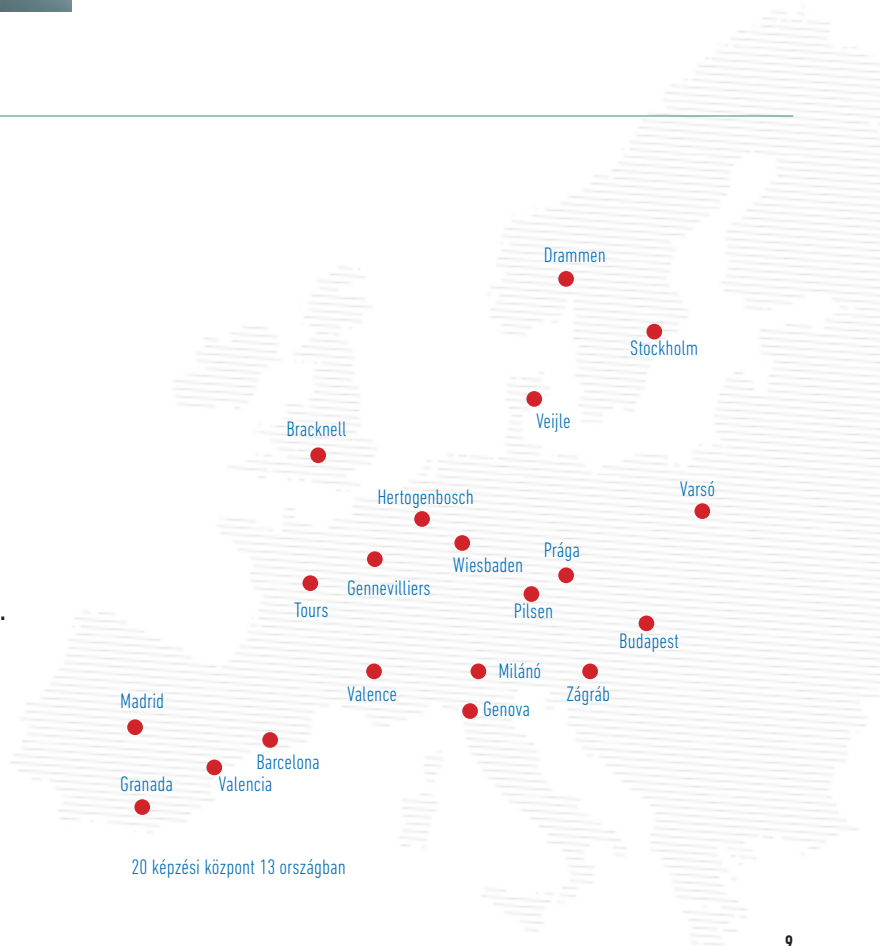 Drammen
Stockholm
Veijle
Bracknell
Varsó
Hertogenbosch
Prága
Wiesbaden
Gennevilliers
Tours
Pilsen
.
Budapest
Milánó
Valence
Zágráb
Madrid
Genova
Barcelona
Granada
Valencia
20 képzési központ 13 országban
9